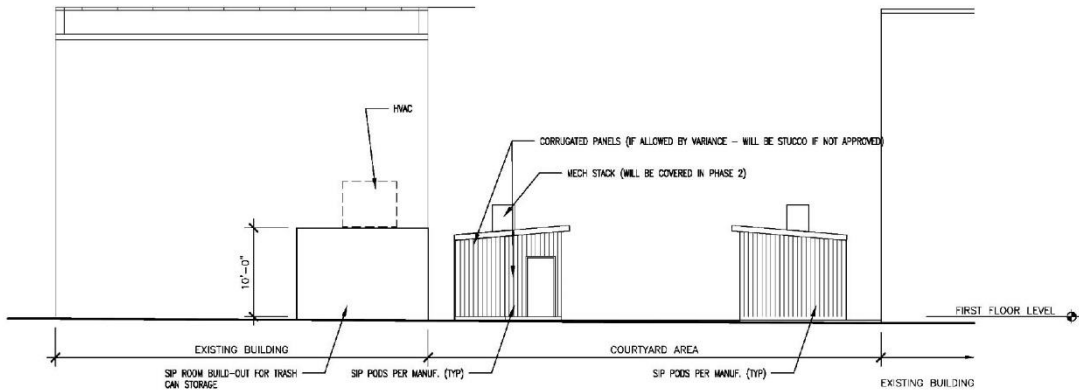 HVAC
CORRUGATED PANELS (IF ALLOWED BY VARIANCE - WILL BE STUCCO IF NOT APPROVED)
MECH STACK (WILL BE COVERED IN PHASE 2)
10'-0"
FIRST FLOOR LEVEL
EXISTING BUILDING
COURTYARD AREA
SIP ROOM BUILD-OUT FOR TRASH
CAN STORAGE
SIP PODS PER MANUF. (TYP)
SIP PODS PER MANUF. (TYP)
EXISTING BUILDING